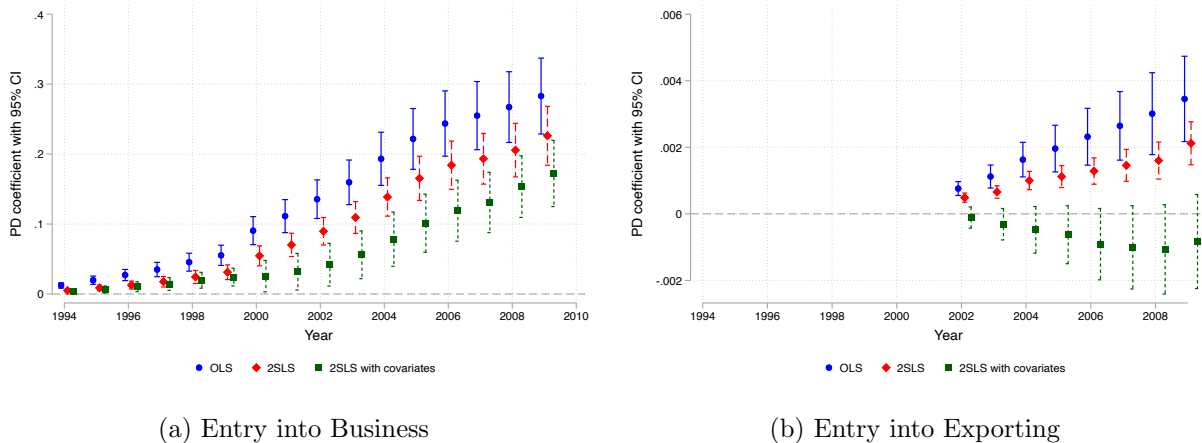 .4
.3
.2
.1
0
PD coefficient with 95% CI
1994 1996 1998 2000 2002 2004 2006 2008 2010
Year
OLS 2SLS 2SLS with covariates
(a) Entry into Business
.006
.004
.002
0
-.002
PD coefficient with 95% CI
1994 1996 1998 2000 2002 2004 2006 2008
Year
OLS 2SLS 2SLS with covariates
(b) Entry into Exporting